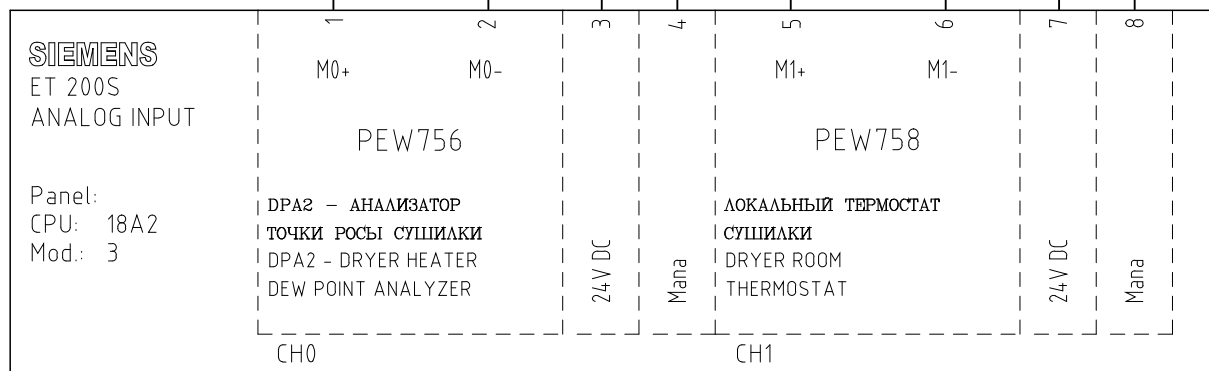 1 2 3 4 5 6 7 8
SIEMENS
ET 200S
ANALOG INPUT
M0+ M0- M1+ M1-
PEW756 PEW758
Panel:
CPU: 18A2
Mod.: 3
DPA2 - АНАЛИЗАТОР
ТОЧКИ РОСЫ СУШИЛКИ
DPA2 - DRYER HEATER
DEW POINT ANALYZER
24V DC
Mana
ЛОКАЛЬНЫЙ ТЕРМОСТАТ
СУШИЛКИ
DRYER ROOM
THERMOSTAT
24V DC
Mana
CH0 CH1